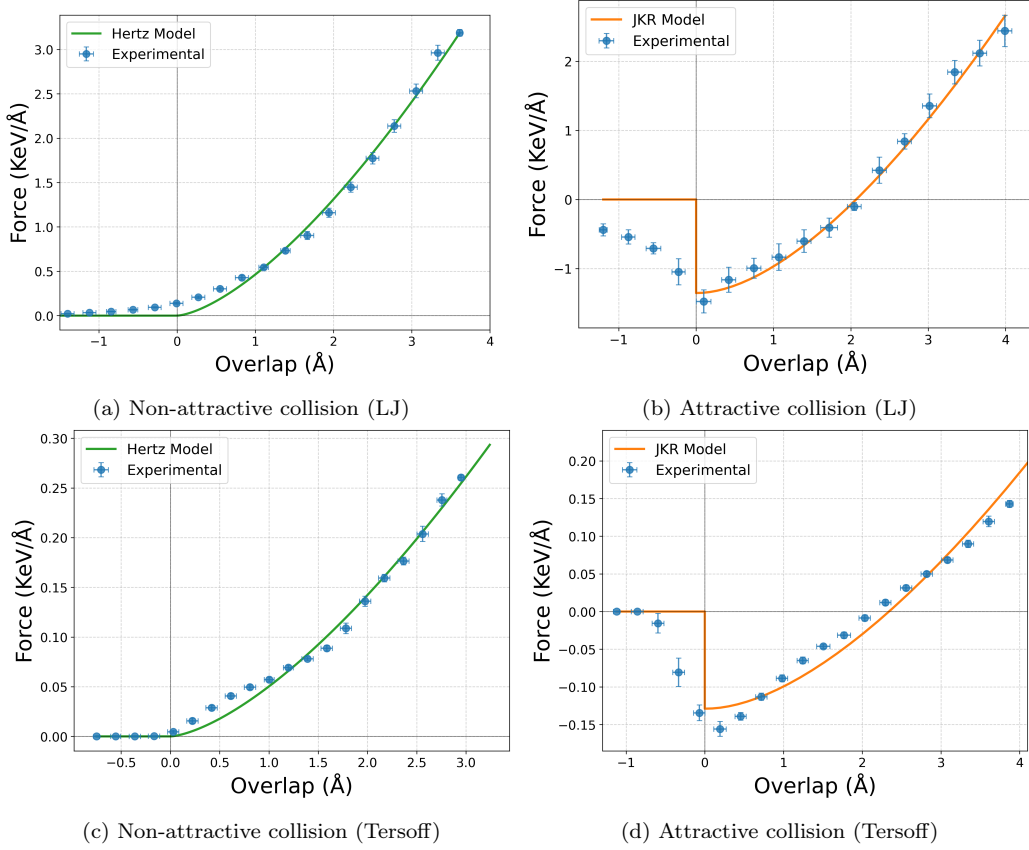 Hertz Model
Experimental
3.0
2.5
2.0
1.5
1.0
0.5
0.0
Force (KeV/Å)
−1
0
1
2
3
4
Overlap (Å)
(a) Non-attractive collision (LJ)
JKR Model
Experimental
2
1
0
−1
Force (KeV/Å)
−1
0
1
2
3
4
Overlap (Å)
(b) Attractive collision (LJ)
Hertz Model
Experimental
0.30
0.25
0.20
0.15
0.10
0.05
0.00
Force (KeV/Å)
−0.5
0.0
0.5
1.0
1.5
2.0
2.5
3.0
Overlap (Å)
(c) Non-attractive collision (Tersoff)
JKR Model
Experimental
0.20
0.15
0.10
0.05
0.00
−0.05
−0.10
−0.15
Force (KeV/Å)
−1
0
1
2
3
4
Overlap (Å)
(d) Attractive collision (Tersoff)